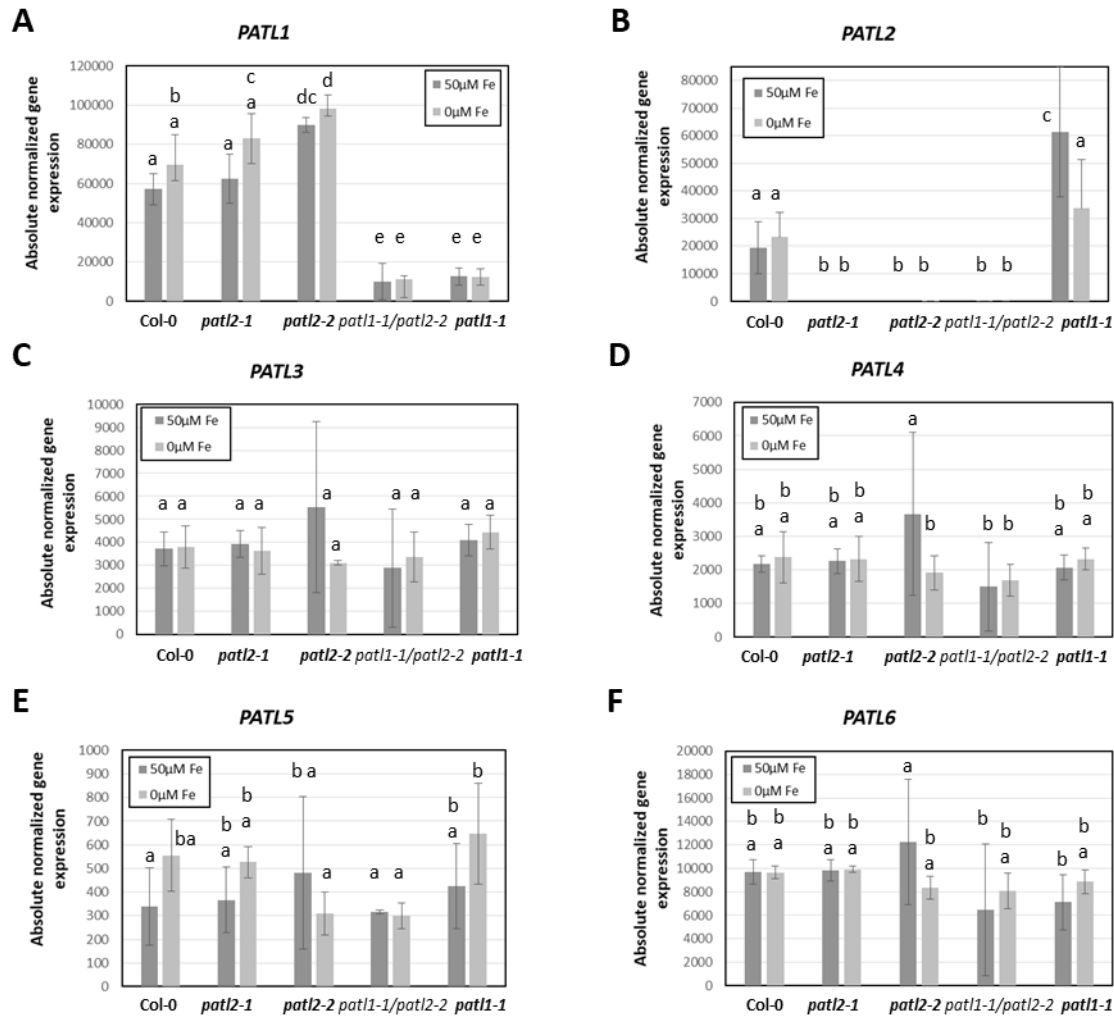 A
PATL1
Absolute normalized gene
expression
120000
100000
80000
60000
40000
20000
0
50µM Fe
0µM Fe
a
b
a
a
c
a
dc
d
e e
e e
Col-0 patl2-1 patl2-2 patl1-1/patl2-2 patl1-1
B
PATL2
Absolute normalized gene
expression
80000
70000
60000
50000
40000
30000
20000
10000
0
50µM Fe
0µM Fe
a a
b b
b b
b b
c
a
Col-0 patl2-1 patl2-2 patl1-1/patl2-2 patl1-1
C
PATL3
Absolute normalized gene
expression
10000
9000
8000
7000
6000
5000
4000
3000
2000
1000
0
50µM Fe
0µM Fe
a a
a a
a
a
a a
a a
Col-0 patl2-1 patl2-2 patl1-1/patl2-2 patl1-1
D
PATL4
Absolute normalized gene
expression
7000
6000
5000
4000
3000
2000
1000
0
50µM Fe
0µM Fe
b b
a a
b b
a a
a
b
b b
b b
a a
Col-0 patl2-1 patl2-2 patl1-1/patl2-2 patl1-1
E
PATL5
Absolute normalized gene
expression
1000
900
800
700
600
500
400
300
200
100
0
50µM Fe
0µM Fe
a
ba
b
a
b
a
b a
a
a a
b
a
b
Col-0 patl2-1 patl2-2 patl1-1/patl2-2 patl1-1
F
PATL6
Absolute normalized gene
expression
20000
18000
16000
14000
12000
10000
8000
6000
4000
2000
0
50µM Fe
0µM Fe
b b
a a
b b
a a
a
b
a
b
b
a
b
b
a
Col-0 patl2-1 patl2-2 patl1-1/patl2-2 patl1-1